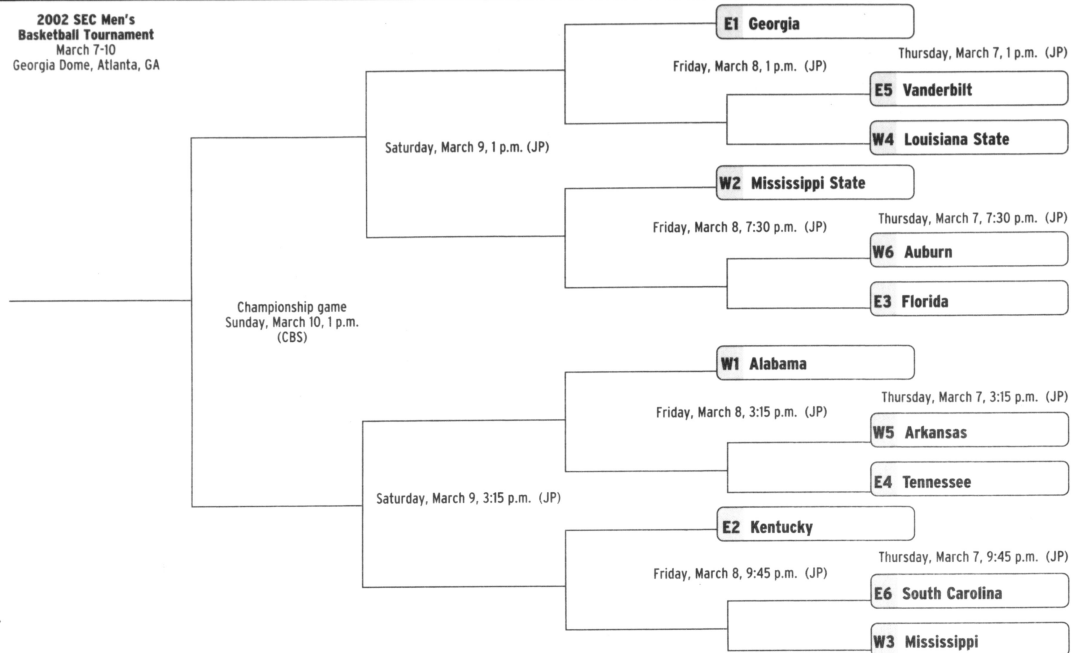 2002 SEC Men's
Basketball Tournament
March 7-10
Georgia Dome, Atlanta, GA
E1 Georgia
Thursday, March 7, 1 p.m. (JP)
Friday, March 8, 1 p.m. (JP)
E5 Vanderbilt
W4 Louisiana State
Saturday, March 9, 1 p.m. (JP)
W2 Mississippi State
Thursday, March 7, 7:30 p.m. (JP)
Friday, March 8, 7:30 p.m. (JP)
W6 Auburn
E3 Florida
Championship game
Sunday, March 10, 1 p.m.
(CBS)
W1 Alabama
Thursday, March 7, 3:15 p.m. (JP)
Friday, March 8, 3:15 p.m. (JP)
W5 Arkansas
E4 Tennessee
Saturday, March 9, 3:15 p.m. (JP)
E2 Kentucky
Thursday, March 7, 9:45 p.m. (JP)
Friday, March 8, 9:45 p.m. (JP)
E6 South Carolina
W3 Mississippi